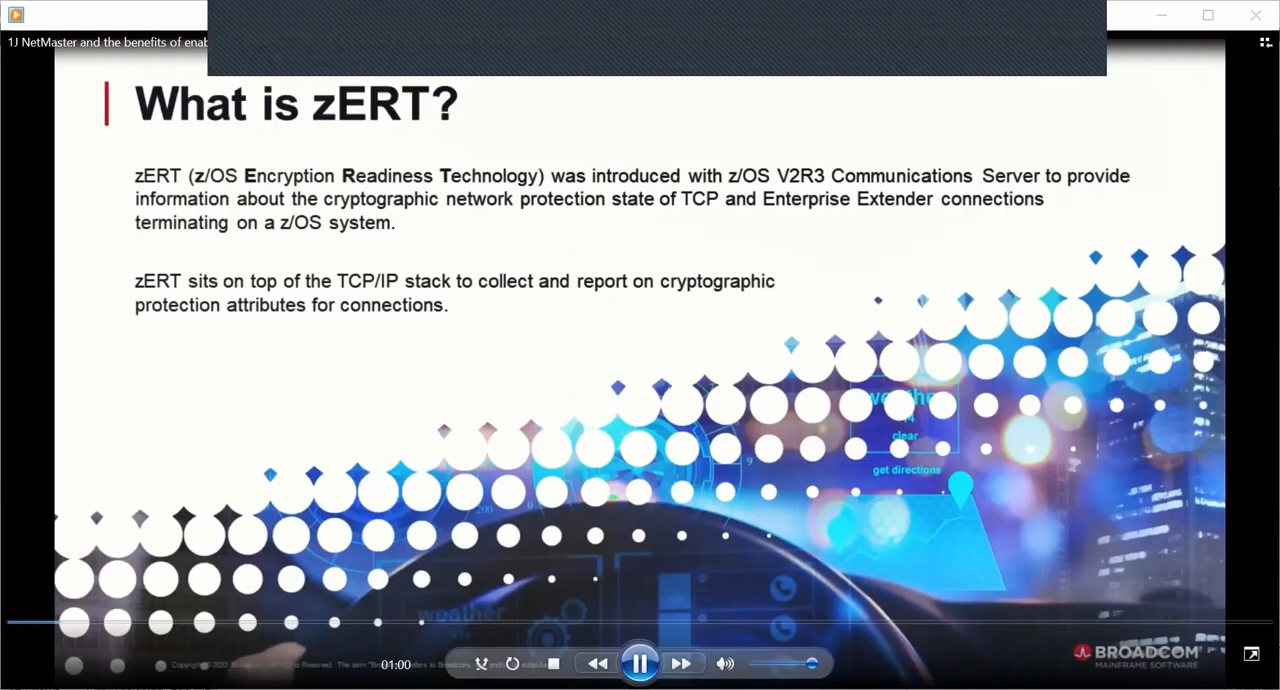 1J NetMaster and the benefits of enab
What is zERT?
zERT (z/OS Encryption Readiness Technology) was introduced with z/OS V2R3 Communications Server to provide
information about the cryptographic network protection state of TCP and Enterprise Extender connections
terminating on a z/OS system.
zERT sits on top of the TCP/IP stack to collect and report on cryptographic
protection attributes for connections.
clear
get directions
9
200
0
weather
01:00
BROADCOM
MAINFRAME SOFTWARE